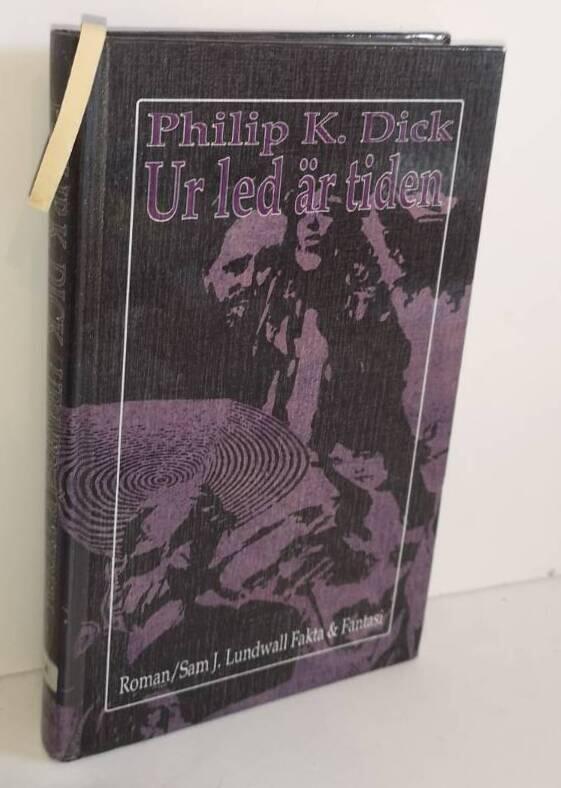 Philip K. Dick
Ur led är tiden
Roman/Sam J. Lundwall Fakta & Fantasi